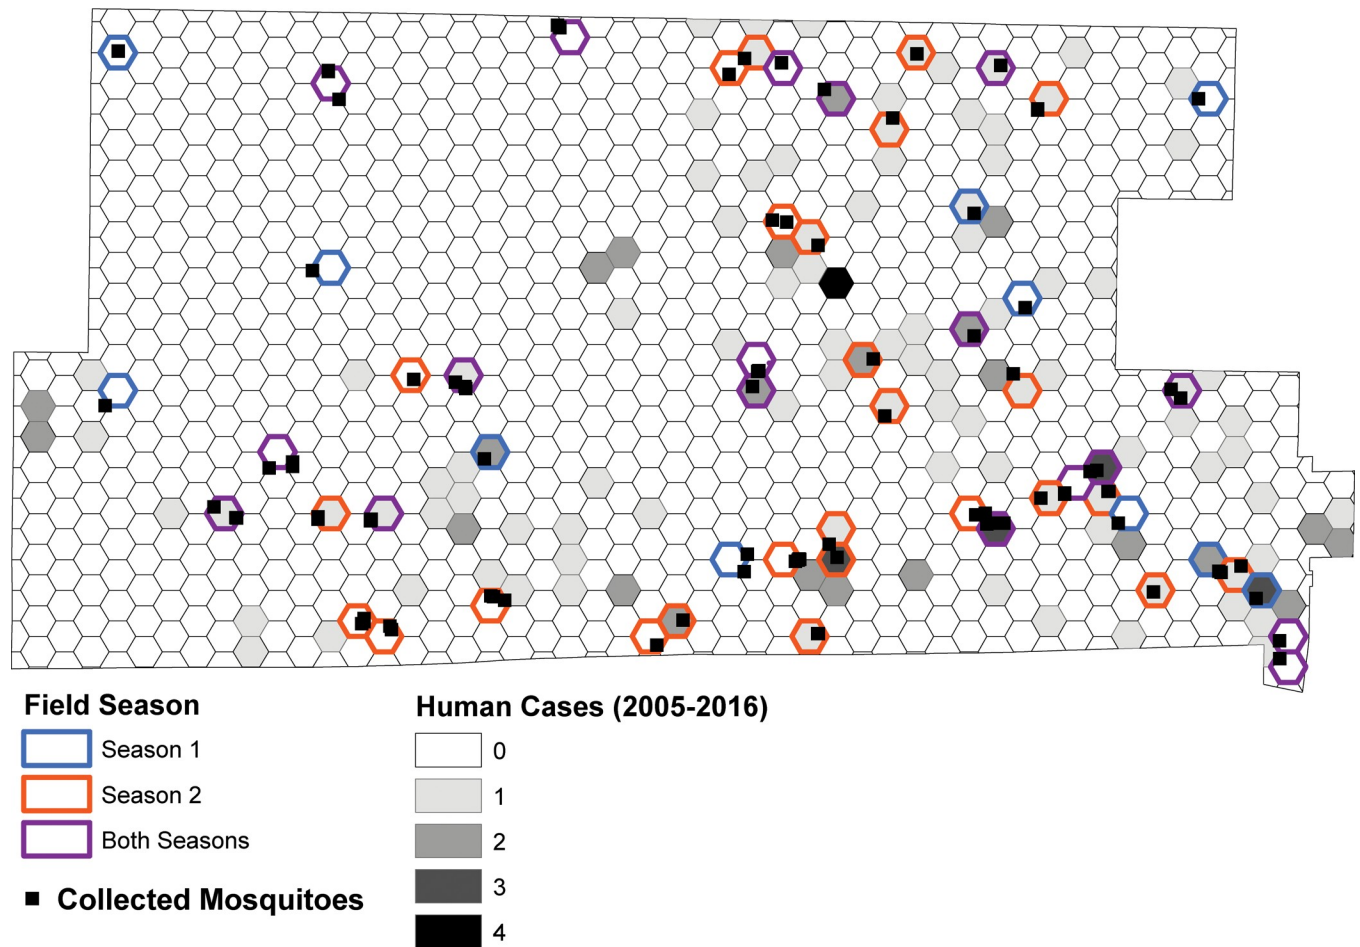 Field Season
Season 1
Season 2
Both Seasons
Collected Mosquitoes
Human Cases (2005-2016)
0
1
2
3
4